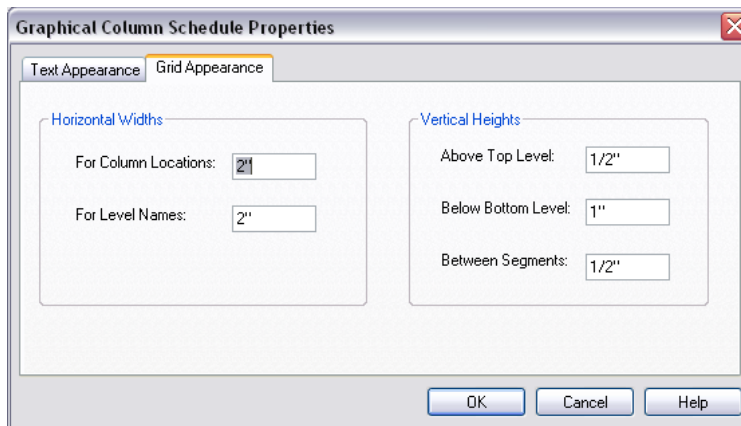 Graphical Column Schedule Properties
Text Appearance Grid Appearance
Horizontal Widths
For Column Locations: 2"
For Level Names: 2"
Vertical Heights
Above Top Level: 1/2"
Below Bottom Level: 1"
Between Segments: 1/2"
OK Cancel Help